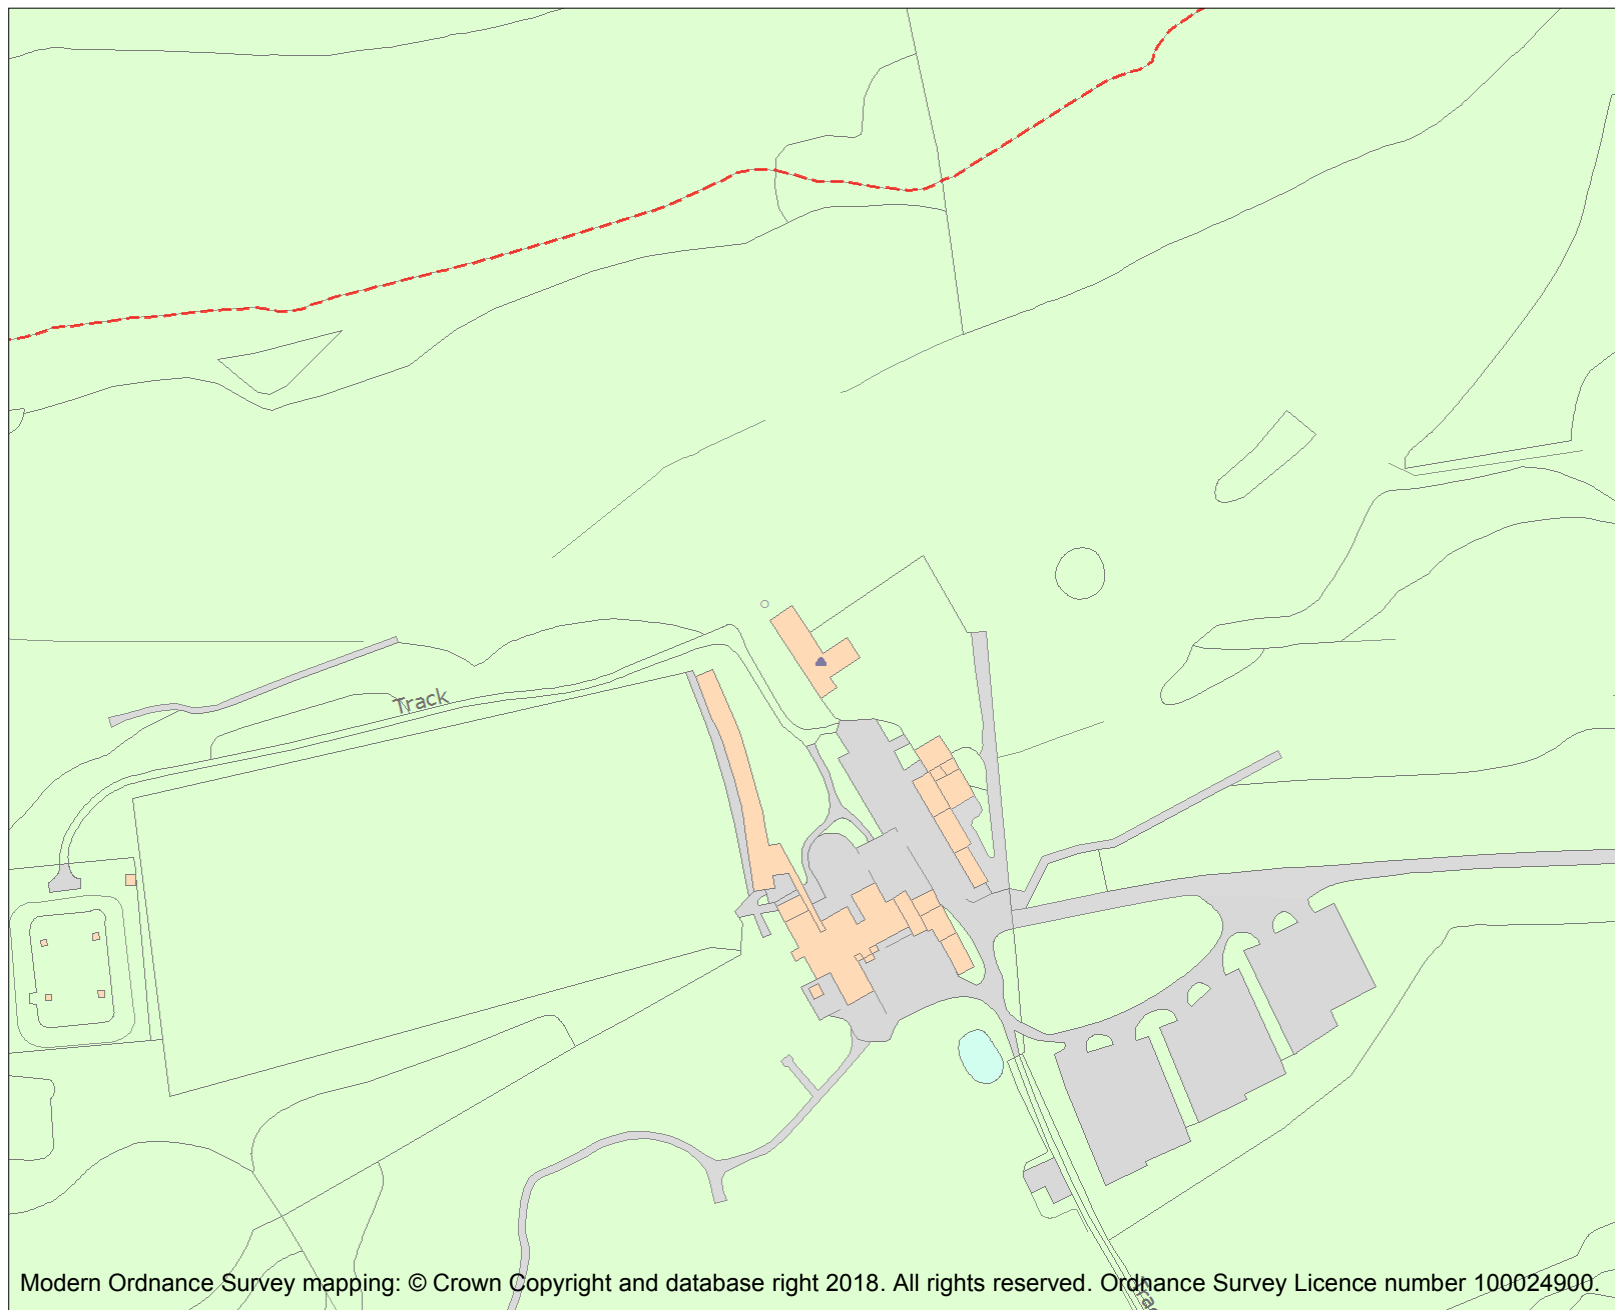 Track
Modern Ordnance Survey mapping: © Crown Copyright and database right 2018. All rights reserved. Ordnance Survey Licence number 100024900.